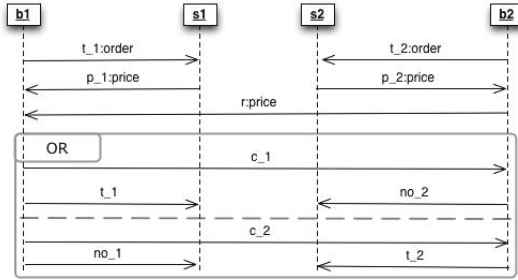 b1 s1 s2 b2
t_1:order t_2:order
p_1:price p_2:price
r:price
OR
c_1
t_1 no_2
c_2
no_1 t_2